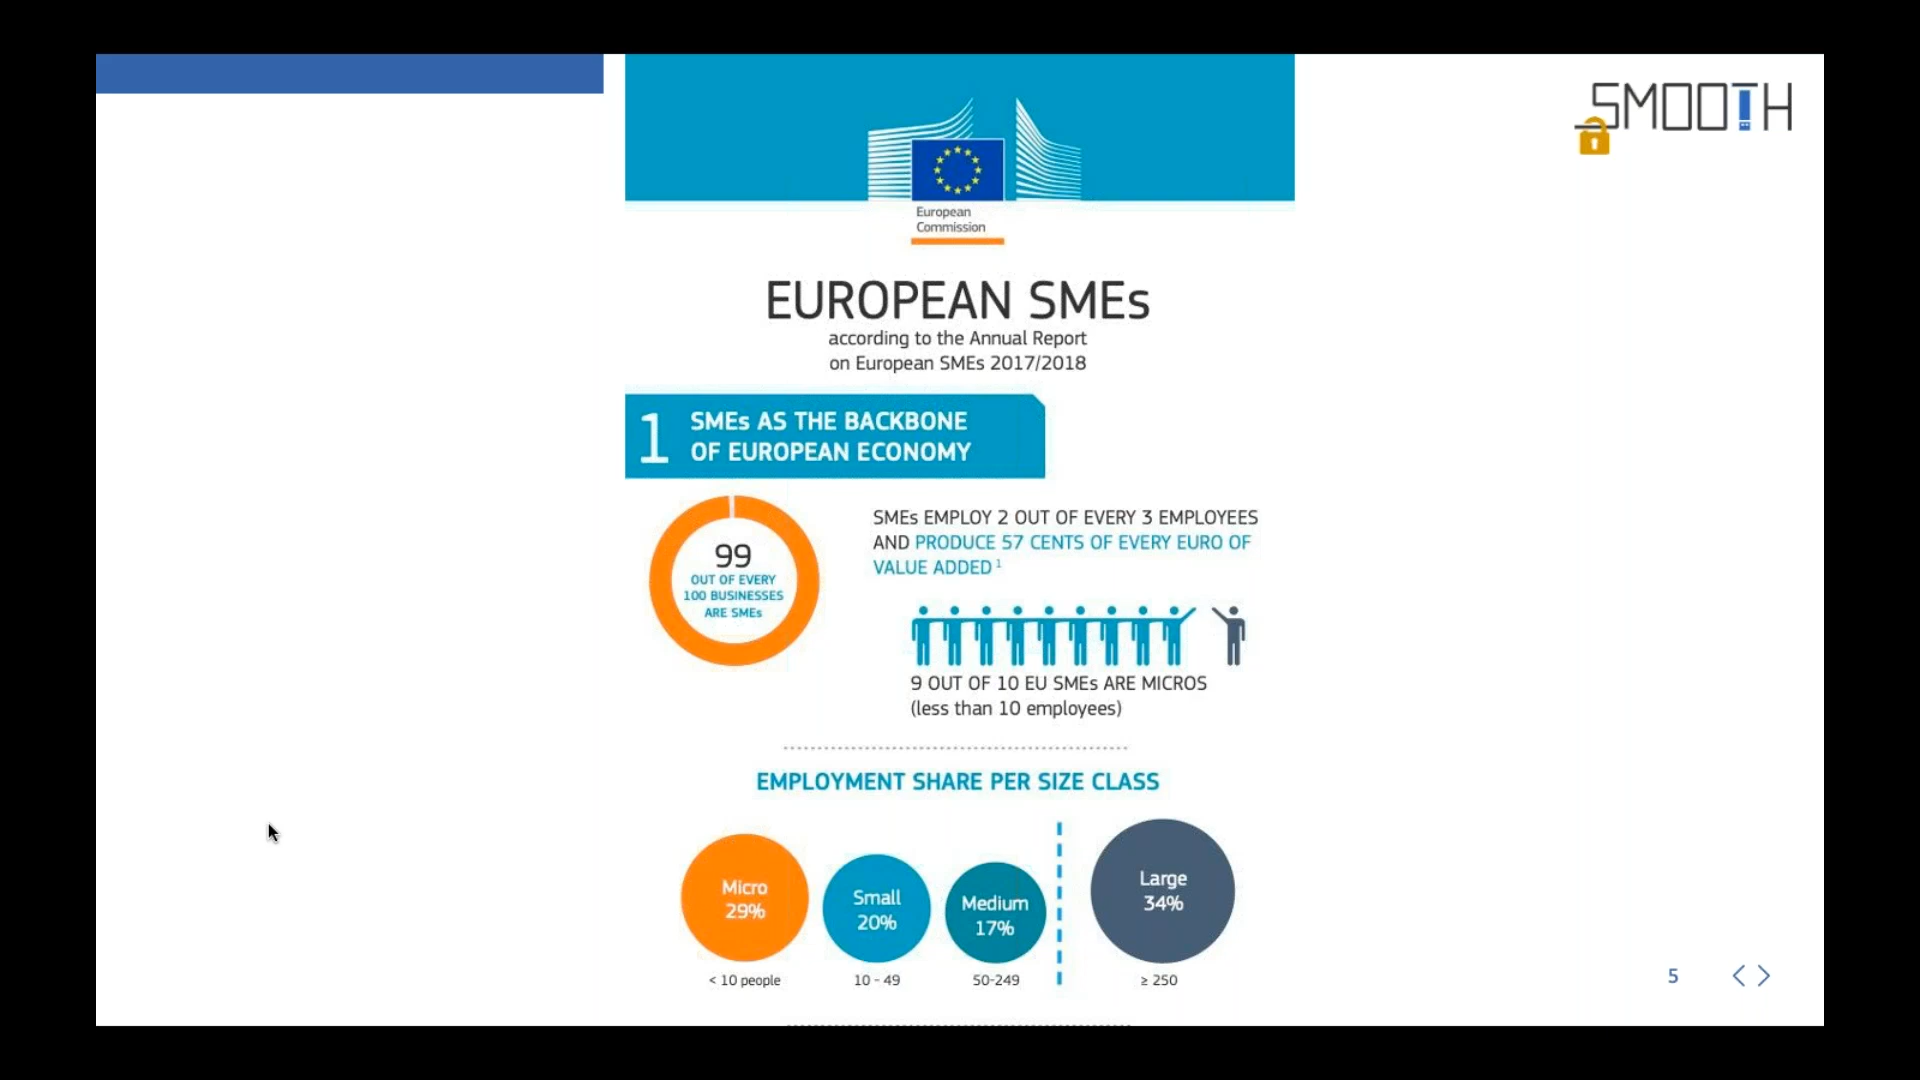 SMOOTH
European
Commission
EUROPEAN SMEs
according to the Annual Report
on European SMEs 2017/2018
1
SMEs AS THE BACKBONE
OF EUROPEAN ECONOMY
99
OUT OF EVERY
100 BUSINESSES
ARE SMEs
SMEs EMPLOY 2 OUT OF EVERY 3 EMPLOYEES
AND PRODUCE 57 CENTS OF EVERY EURO OF
VALUE ADDED ¹
9 OUT OF 10 EU SMEs ARE MICROS
(less than 10 employees)
EMPLOYMENT SHARE PER SIZE CLASS
Micro
29%
< 10 people
Small
20%
10 - 49
Medium
17%
50-249
Large
34%
≥ 250
5